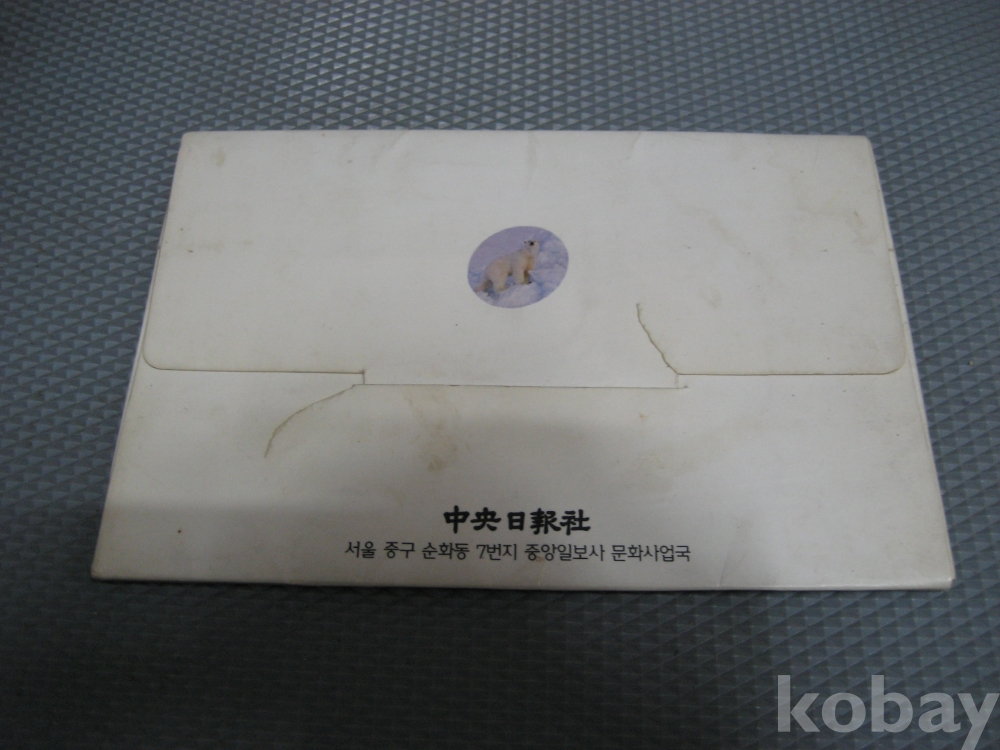 中央日報社
서울 중구 순화동 7번지 중앙일보사 문화사업국
kobay